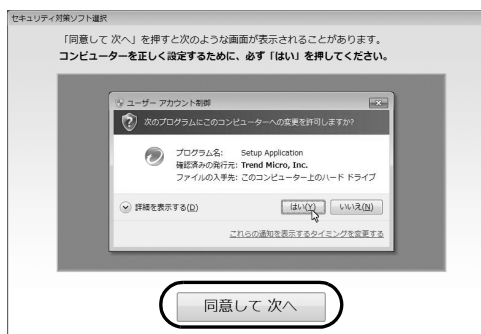 セキュリティ対策ソフト選択
「同意して 次へ」を押すと次のような画面が表示されることがあります。
コンピューターを正しく設定するために、必ず「はい」を押してください。
ユーザー アカウント制御
次のプログラムにこのコンピューターへの変更を許可しますか?
プログラム名: Setup Application
確認済みの発行元: Trend Micro, Inc.
ファイルの入手先: このコンピューター上のハード ドライブ
詳細を表示する(D) はい(Y) いいえ(N)
これらの通知を表示するタイミングを変更する
同意して 次へ